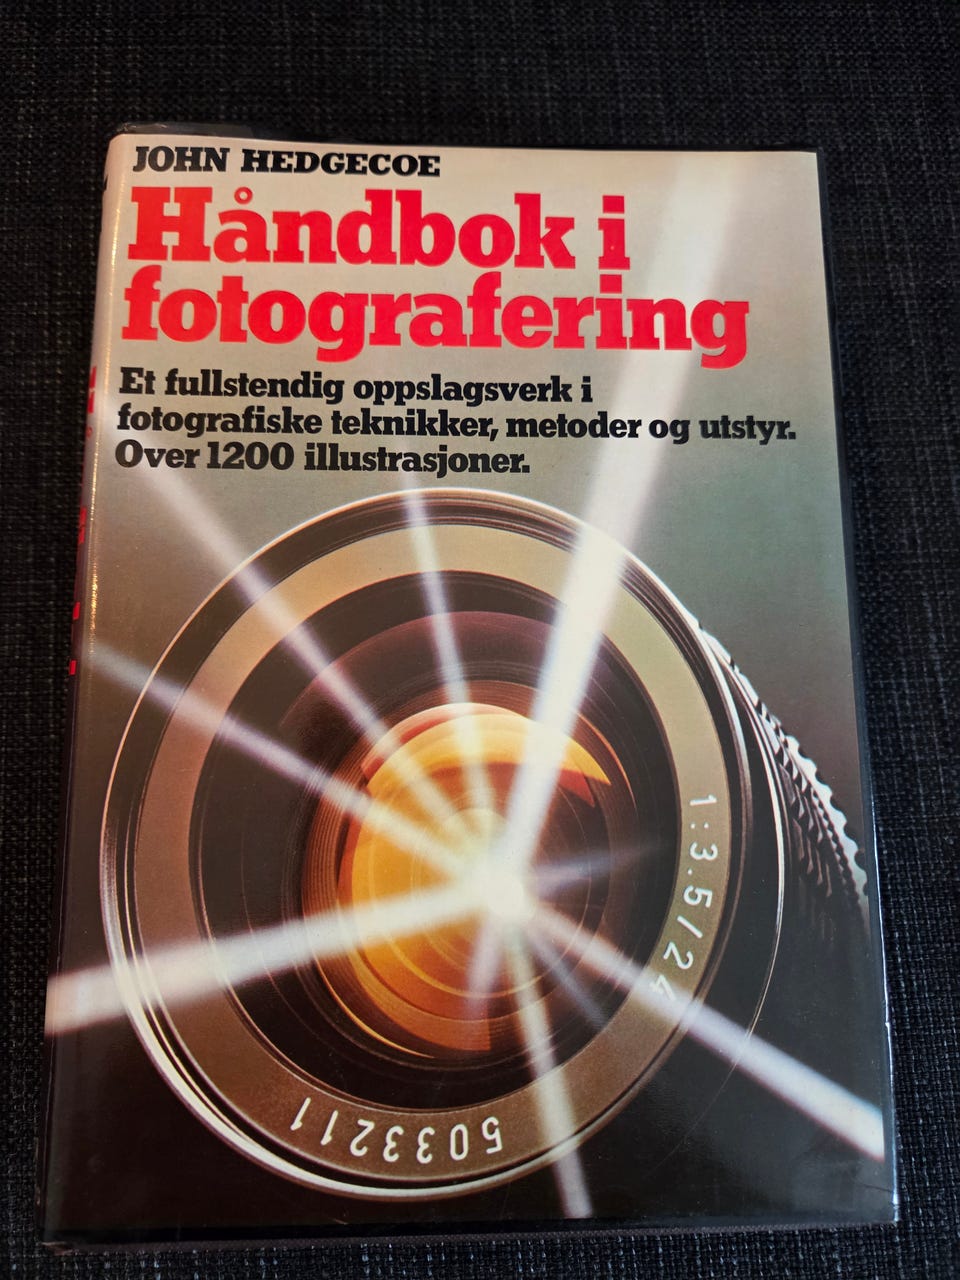 JOHN HEDGECOE
Håndbok i
fotografering
Et fullstendig oppslagsverk i
fotografiske teknikker, metoder og utstyr.
Over 1200 illustrasjoner.
1:3.5/24
5033211